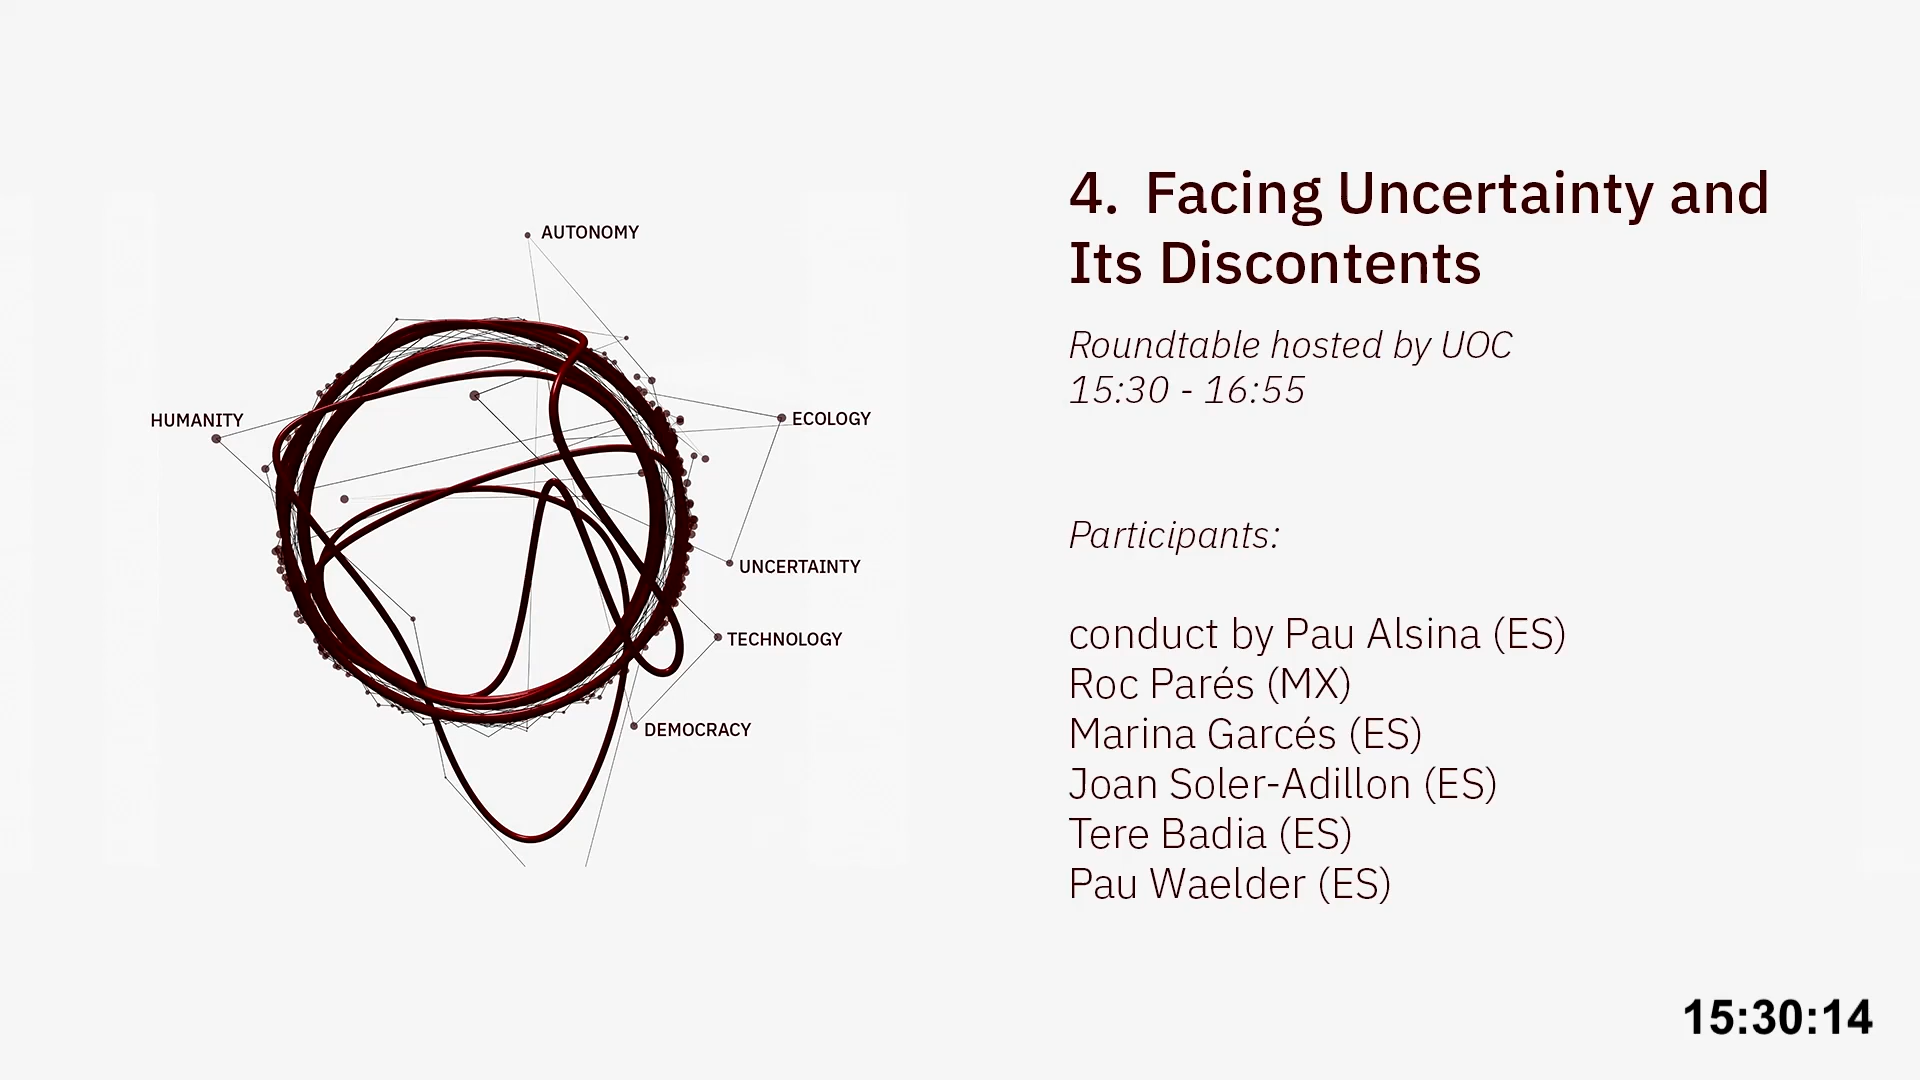 AUTONOMY
HUMANITY
ECOLOGY
UNCERTAINTY
TECHNOLOGY
DEMOCRACY
4. Facing Uncertainty and
Its Discontents
Roundtable hosted by UOC
15:30 - 16:55
Participants:
conduct by Pau Alsina (ES)
Roc Parés (MX)
Marina Garcés (ES)
Joan Soler-Adillon (ES)
Tere Badia (ES)
Pau Waelder (ES)
15:30:14